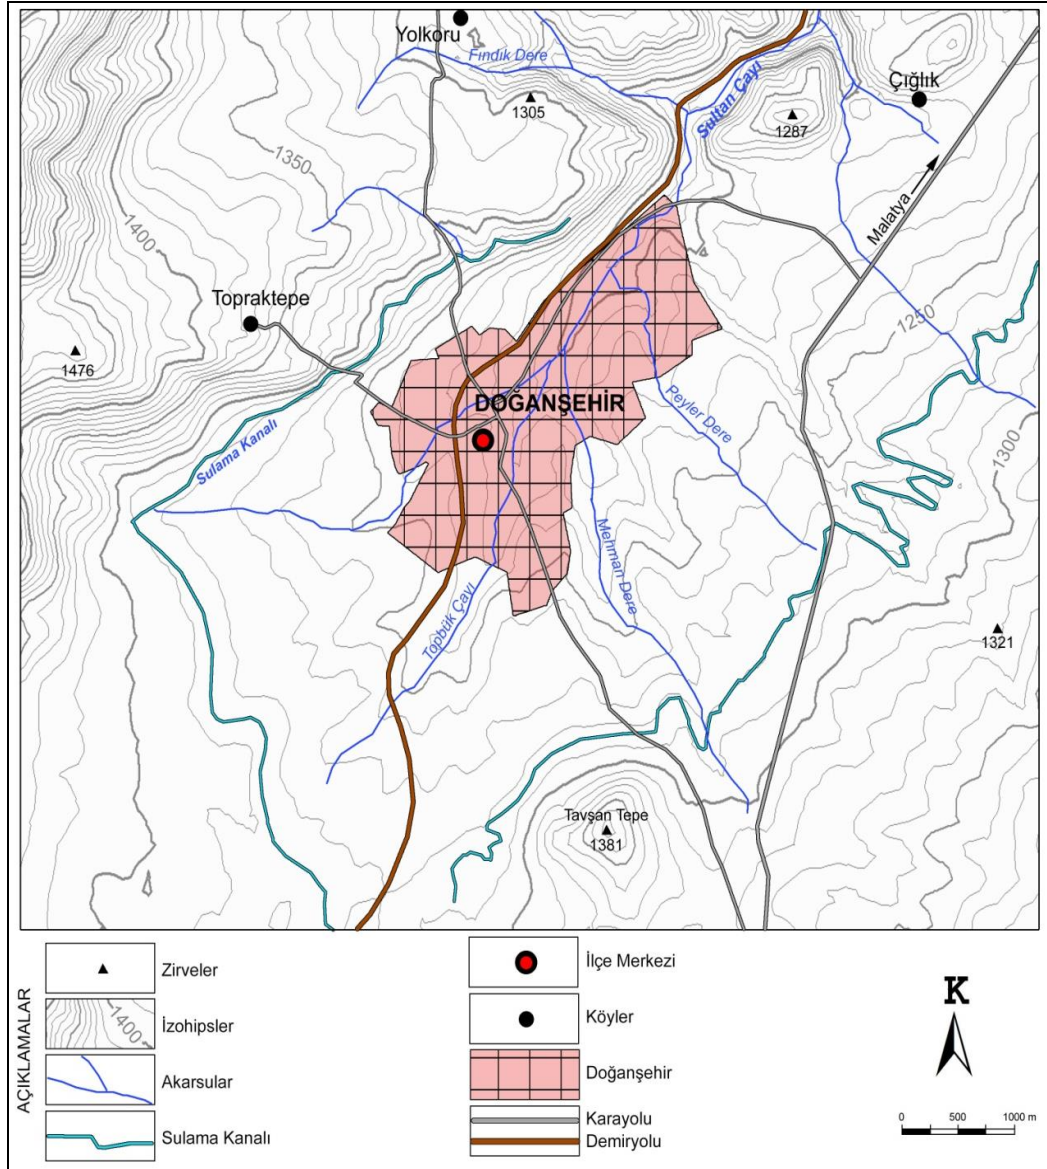 Yolkoru
Fındık Dere
1305
Sultan Çayı
1287
Çığlık
Malatya
1350
1400
Topraktepe
1476
1250
DOĞANŞEHİR
Sulama Kanalı
Reyler Dere
1300
Mehman Dere
Topbük Çayı
1321
Tavşan Tepe
1381
AÇIKLAMALAR
Zirveler
1400
İzohipsler
Akarsular
Sulama Kanalı
İlçe Merkezi
Köyler
Doğanşehir
Karayolu
Demiryolu
K
0 500 1000 m